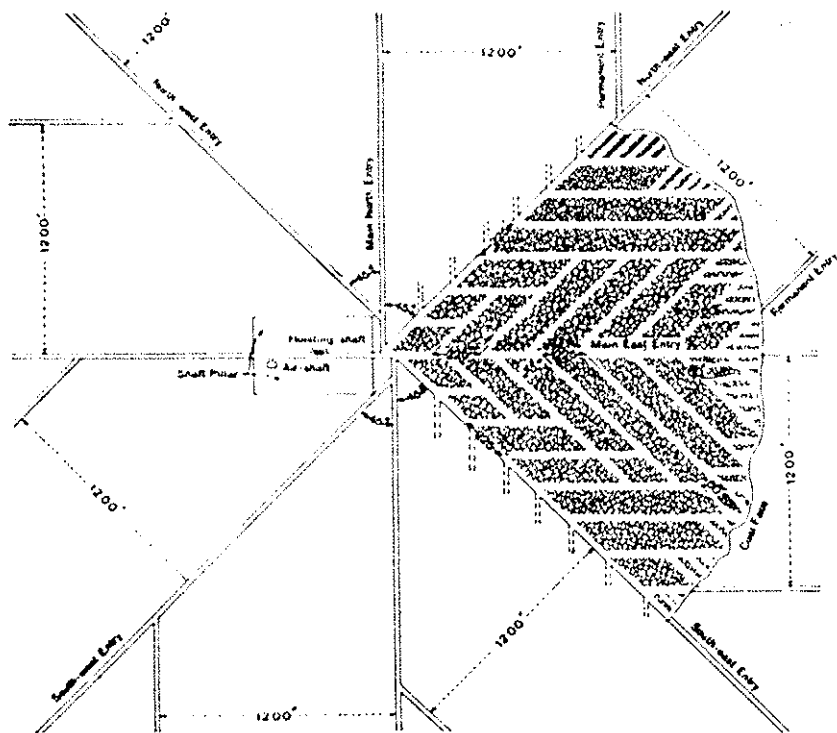 1200'
North-west Entry
1200'
Main North Entry
1200'
Permanent Entry
North-east Entry
1200'
Permanent Entry
Hoisting shaft
Shaft Pillar
Air-shaft
Main East Entry
1200'
Coal Face
1200'
1200'
South-west Entry
1200'
South-east Entry